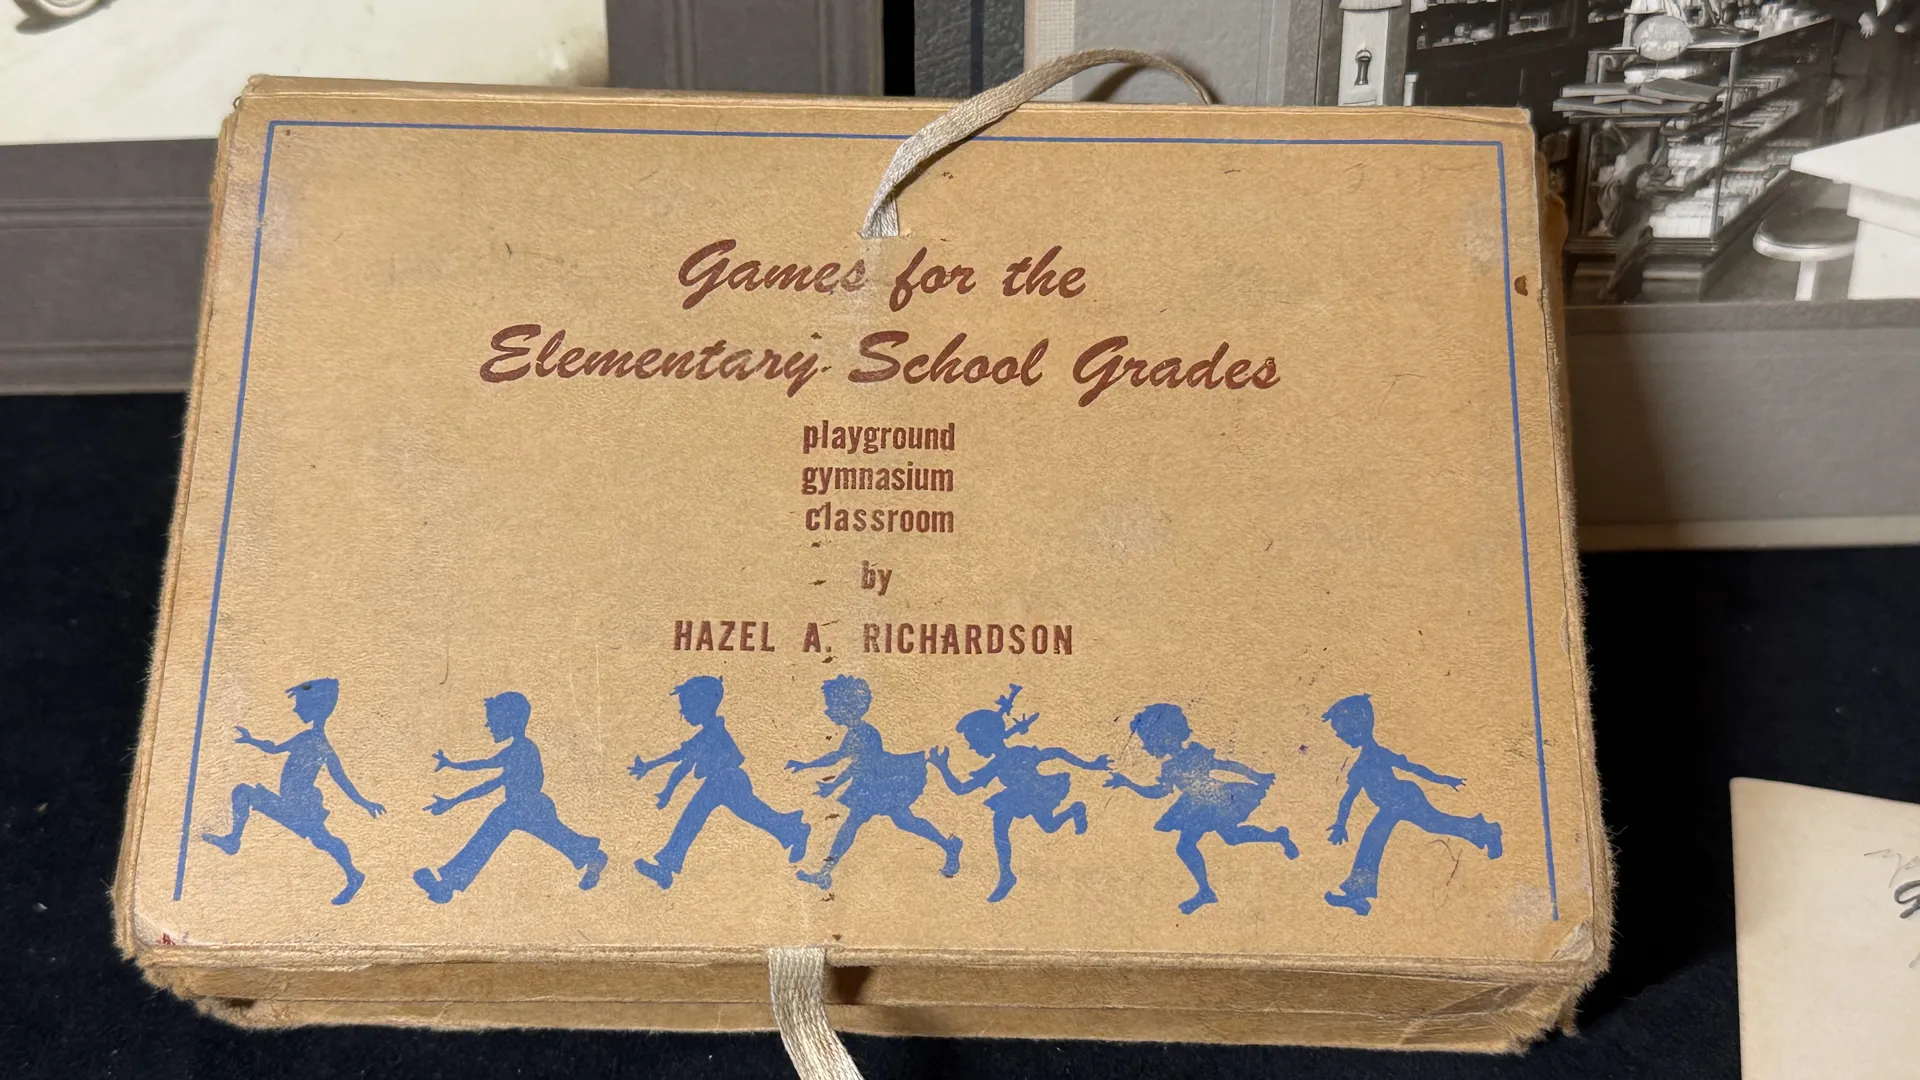 Games for the
Elementary School Grades
playground
gymnasium
classroom
by
HAZEL A. RICHARDSON